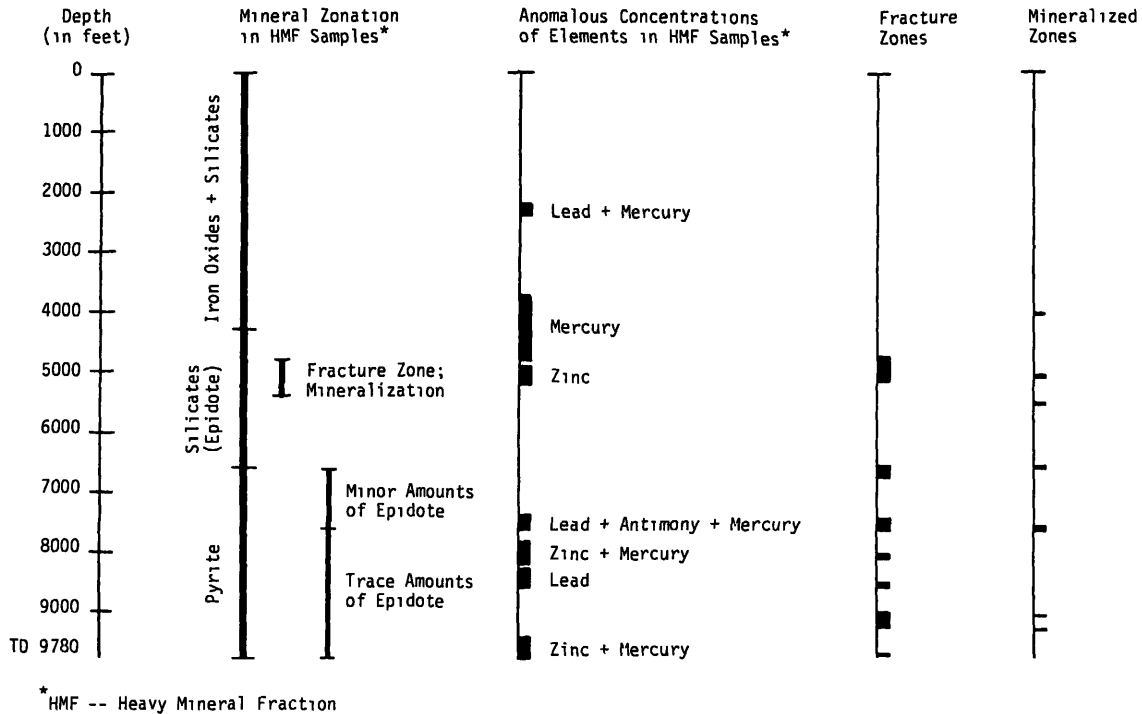 Depth
(in feet)
Mineral Zonation
in HMF Samples*
Anomalous Concentrations
of Elements in HMF Samples*
Fracture
Zones
Mineralized
Zones
0
1000
2000
3000
4000
5000
6000
7000
8000
9000
TD 9780
Iron Oxides + Silicates
Silicates
(Epidote)
Pyrite
Fracture Zone;
Mineralization
Minor Amounts
of Epidote
Trace Amounts
of Epidote
Lead + Mercury
Mercury
Zinc
Lead + Antimony + Mercury
Zinc + Mercury
Lead
Zinc + Mercury
*HMF -- Heavy Mineral Fraction